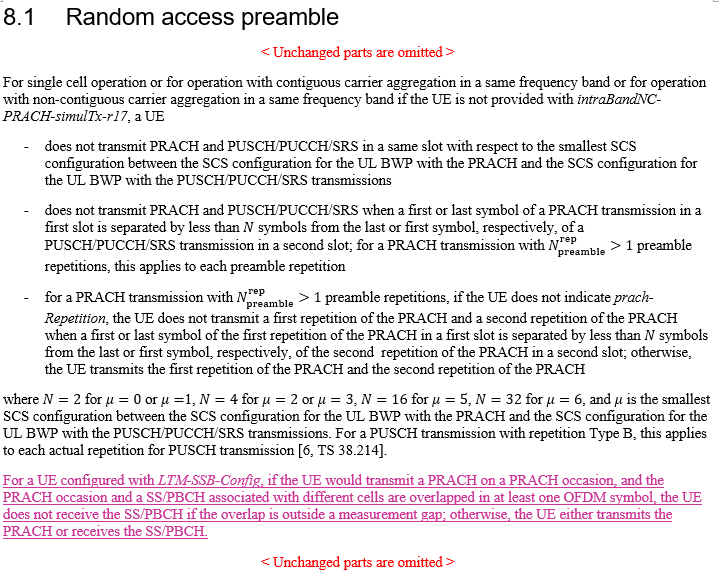 8.1 Random access preamble
< Unchanged parts are omitted >
For single cell operation or for operation with contiguous carrier aggregation in a same frequency band or for operation
with non-contiguous carrier aggregation in a same frequency band if the UE is not provided with intraBandNC-
PRACH-simulTx-r17, a UE
- does not transmit PRACH and PUSCH/PUCCH/SRS in a same slot with respect to the smallest SCS
configuration between the SCS configuration for the UL BWP with the PRACH and the SCS configuration for
the UL BWP with the PUSCH/PUCCH/SRS transmissions
- does not transmit PRACH and PUSCH/PUCCH/SRS when a first or last symbol of a PRACH transmission in a
first slot is separated by less than N symbols from the last or first symbol, respectively, of a
PUSCH/PUCCH/SRS transmission in a second slot; for a PRACH transmission with N^rep_preamble > 1 preamble
repetitions, this applies to each preamble repetition
- for a PRACH transmission with N^rep_preamble > 1 preamble repetitions, if the UE does not indicate prach-
Repetition, the UE does not transmit a first repetition of the PRACH and a second repetition of the PRACH
when a first or last symbol of the first repetition of the PRACH in a first slot is separated by less than N symbols
from the last or first symbol, respectively, of the second repetition of the PRACH in a second slot; otherwise,
the UE transmits the first repetition of the PRACH and the second repetition of the PRACH
where N = 2 for μ = 0 or μ =1, N = 4 for μ = 2 or μ = 3, N = 16 for μ = 5, N = 32 for μ = 6, and μ is the smallest
SCS configuration between the SCS configuration for the UL BWP with the PRACH and the SCS configuration for the
UL BWP with the PUSCH/PUCCH/SRS transmissions. For a PUSCH transmission with repetition Type B, this applies
to each actual repetition for PUSCH transmission [6, TS 38.214].
For a UE configured with LTM-SSB-Config, if the UE would transmit a PRACH on a PRACH occasion, and the
PRACH occasion and a SS/PBCH associated with different cells are overlapped in at least one OFDM symbol, the UE
does not receive the SS/PBCH if the overlap is outside a measurement gap; otherwise, the UE either transmits the
PRACH or receives the SS/PBCH.
< Unchanged parts are omitted >